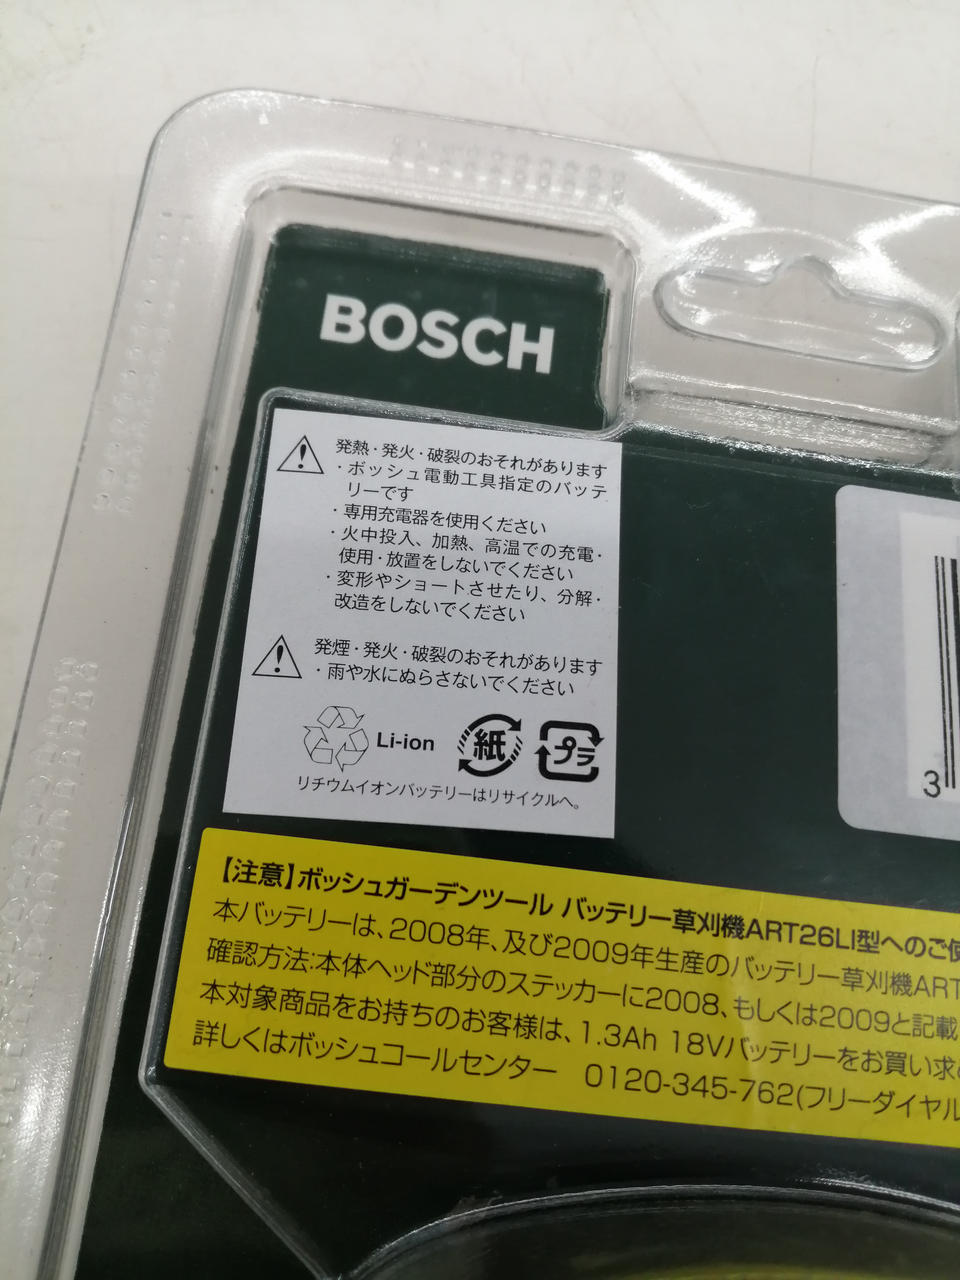 BOSCH
発熱・発火・破裂のおそれがあります
・ボッシュ電動工具指定のバッテ
リーです
・専用充電器を使用ください
・火中投入、加熱、高温での充電・
使用・放置をしないでください
・変形やショートさせたり、分解・
改造をしないでください
発煙・発火・破裂のおそれがあります
・雨や水にぬらさないでください
Li-ion 紙 プラ
リチウムイオンバッテリーはリサイクルへ。
3
【注意】ボッシュガーデンツール バッテリー草刈機ART26LI型へのご使
本バッテリーは、2008年、及び2009年生産のバッテリー草刈機ART
確認方法:本体ヘッド部分のステッカーに2008、もしくは2009と記載
本対象商品をお持ちのお客様は、1.3Ah 18Vバッテリーをお買い求め
詳しくはボッシュコールセンター 0120-345-762(フリーダイヤル